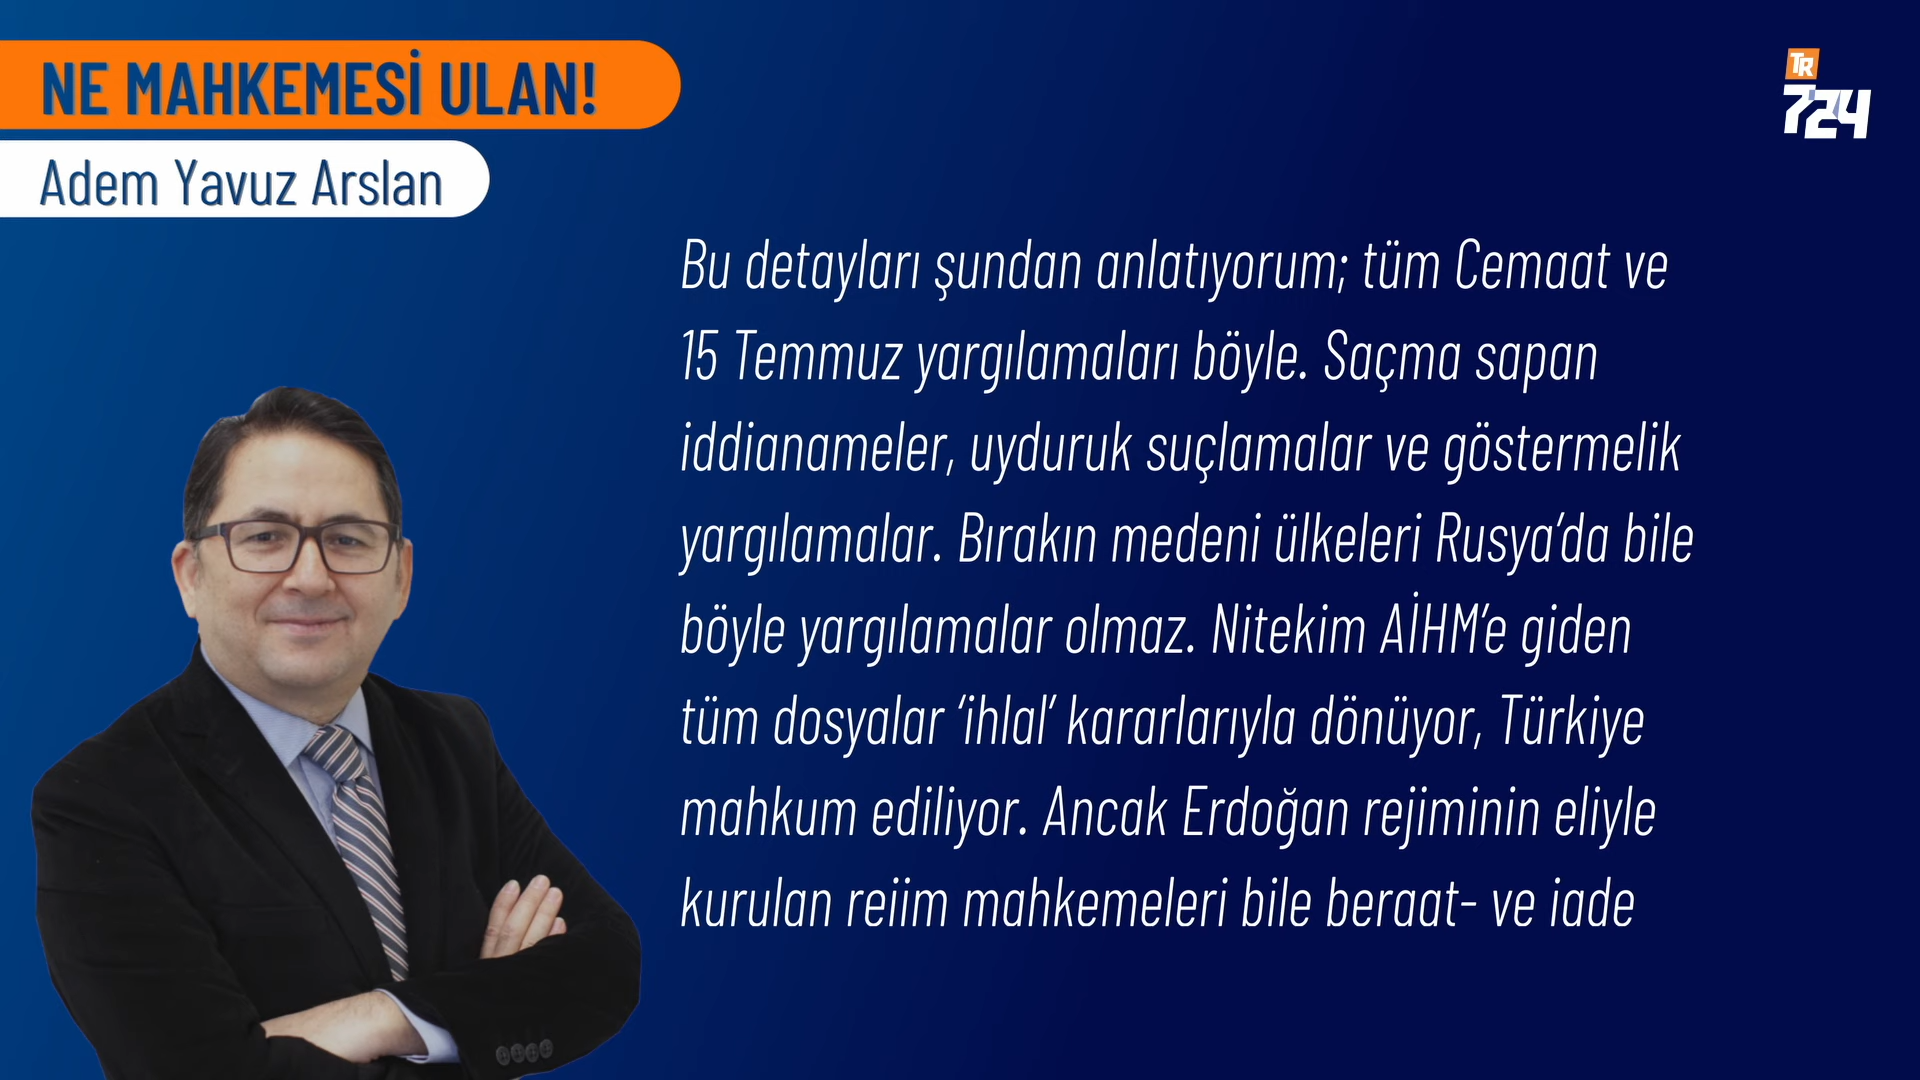 NE MAHKEMESİ ULAN!
Adem Yavuz Arslan
TR
724
Bu detayları şundan anlatıyorum; tüm Cemaat ve
15 Temmuz yargılamaları böyle. Saçma sapan
iddianameler, uyduruk suçlamalar ve göstermelik
yargılamalar. Bırakın medeni ülkeleri Rusya’da bile
böyle yargılamalar olmaz. Nitekim AİHM’e giden
tüm dosyalar ‘ihlal’ kararlarıyla dönüyor, Türkiye
mahkum ediliyor. Ancak Erdoğan rejiminin eliyle
kurulan rejim mahkemeleri bile beraat- ve iade